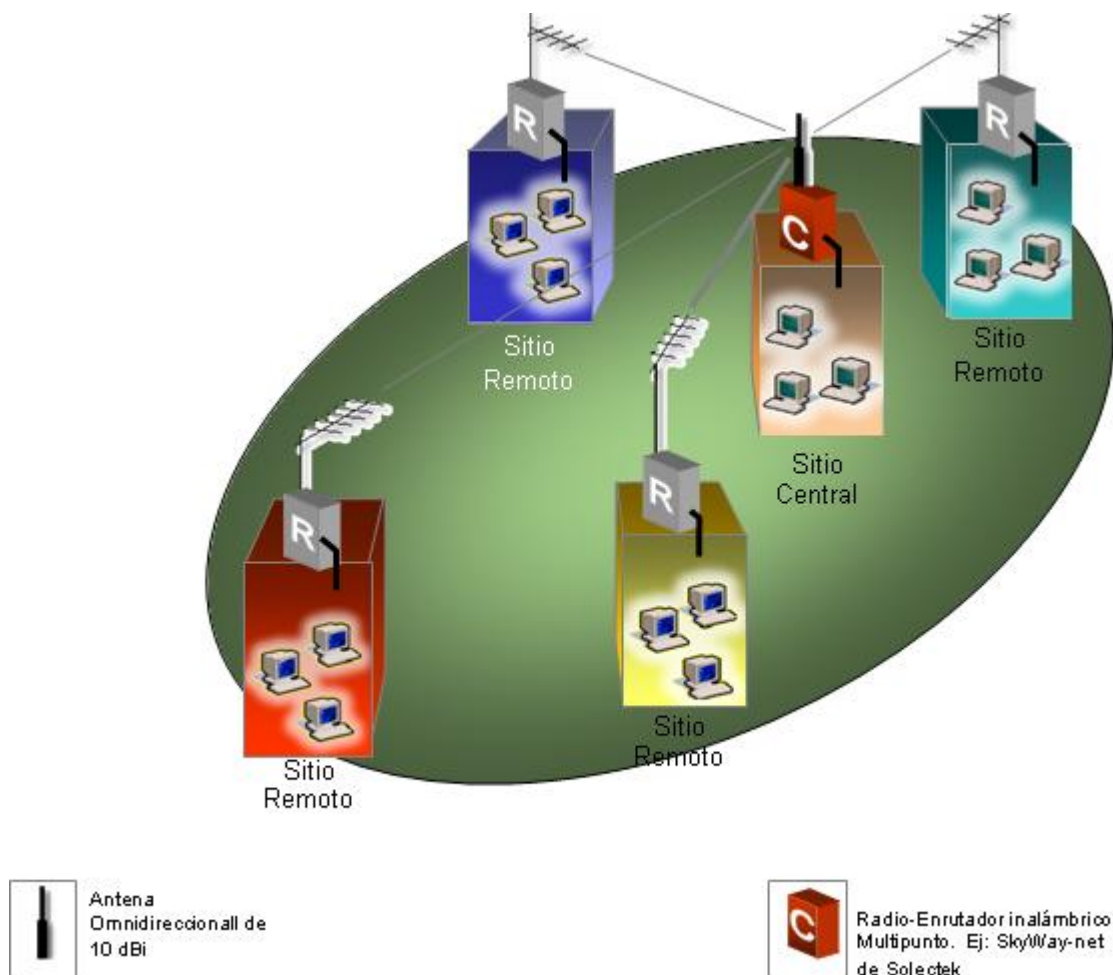 R
R
C
Sitio
Remoto
Sitio
Remoto
Sitio
Central
R
R
Sitio
Remoto
Sitio
Remoto
Antena
Omnidireccionall de
10 dBi
C
Radio-Enrutador inalámbrico
Multipunto. Ej: SkyWay-net
de Solectek